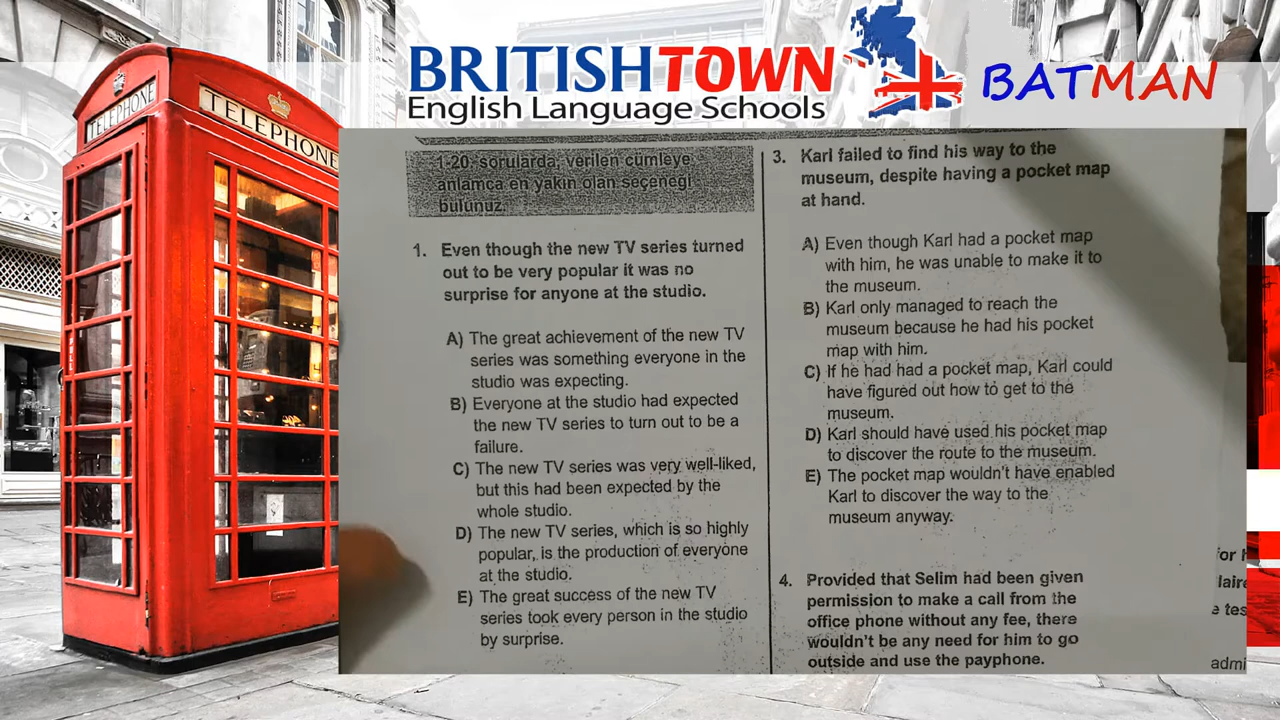 TELEPHONE
TELEPHONE
BRITISHTOWN
English Language Schools
BATMAN
1-20. sorularda, verilen cümleye
anlamca en yakın olan seçeneği
bulunuz.
1. Even though the new TV series turned
out to be very popular it was no
surprise for anyone at the studio.
A) The great achievement of the new TV
series was something everyone in the
studio was expecting.
B) Everyone at the studio had expected
the new TV series to turn out to be a
failure.
C) The new TV series was very well-liked,
but this had been expected by the
whole studio.
D) The new TV series, which is so highly
popular, is the production of everyone
at the studio.
E) The great success of the new TV
series took every person in the studio
by surprise.
3. Karl failed to find his way to the
museum, despite having a pocket map
at hand.
A) Even though Karl had a pocket map
with him, he was unable to make it to
the museum.
B) Karl only managed to reach the
museum because he had his pocket
map with him.
C) If he had had a pocket map, Karl could
have figured out how to get to the
museum.
D) Karl should have used his pocket map
to discover the route to the museum.
E) The pocket map wouldn't have enabled
Karl to discover the way to the
museum anyway.
4. Provided that Selim had been given
permission to make a call from the
office phone without any fee, there
wouldn't be any need for him to go
outside and use the payphone.